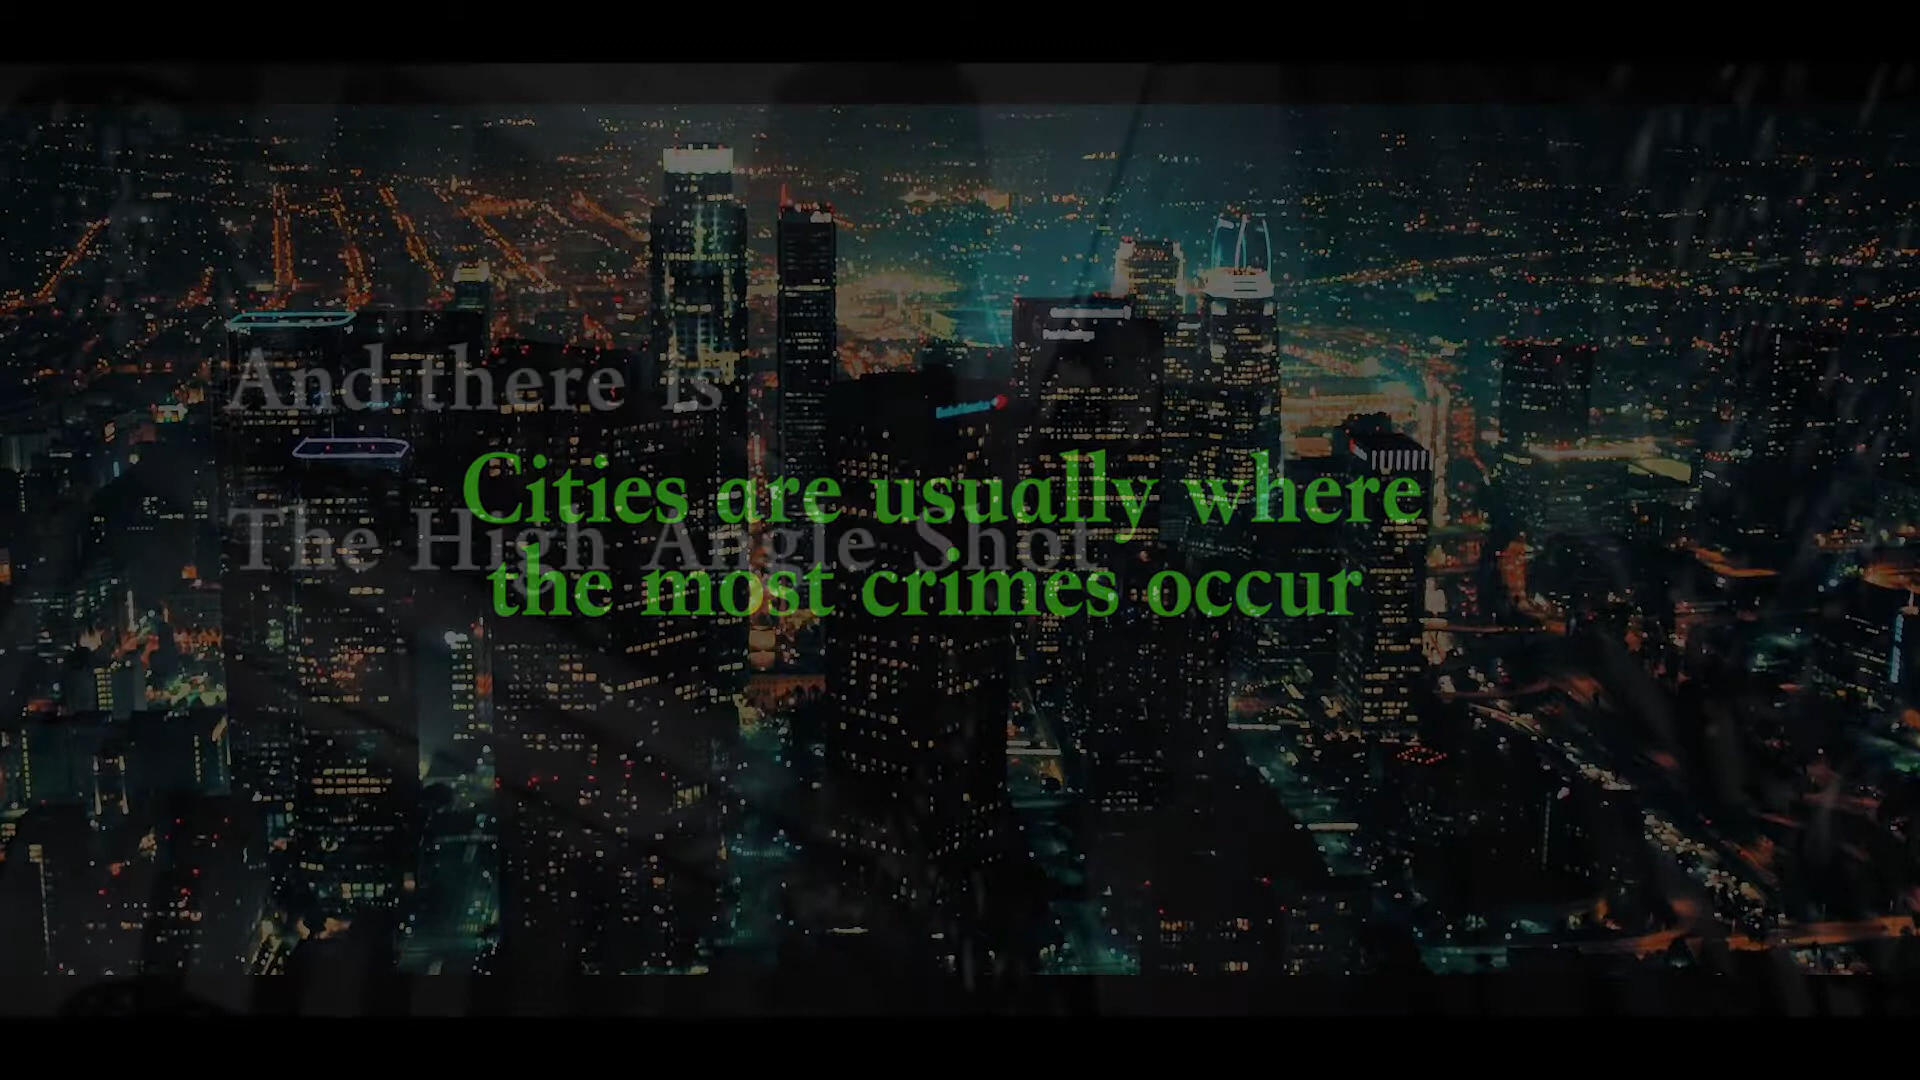 And there is
Cities are usually where
The High Angle Shot
the most crimes occur